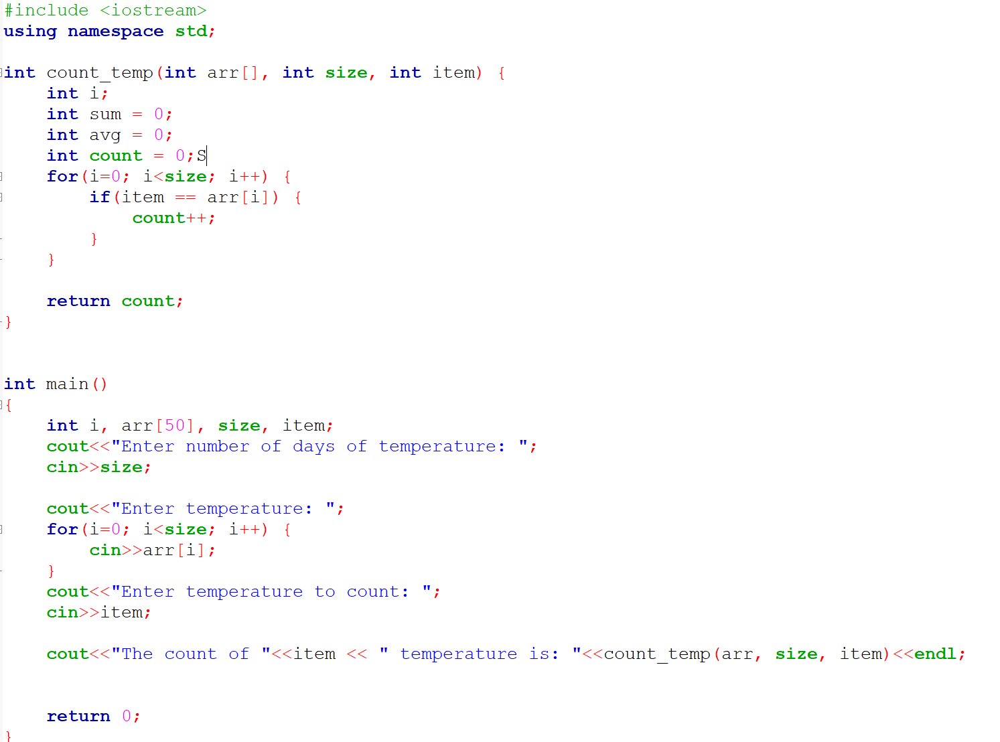 #include <iostream>
using namespace std;
int count_temp(int arr[], int size, int item) {
int i;
int sum = 0;
int avg = 0;
int count = 0;S
for(i=0; i<size; i++) {
if(item == arr[i]) {
count++;
}
}
return count;
}
int main()
{
int i, arr[50], size, item;
cout<<"Enter number of days of temperature: ";
cin>>size;
cout<<"Enter temperature: ";
for(i=0; i<size; i++) {
cin>>arr[i];
}
cout<<"Enter temperature to count: ";
cin>>item;
cout<<"The count of "<<item << " temperature is: "<<count_temp(arr, size, item)<<endl;
return 0;
}